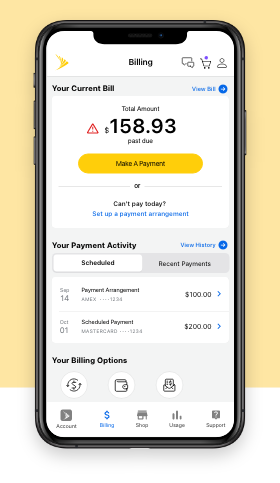 Billing
Your Current Bill
View Bill
Total Amount
$158.93
past due
Make A Payment
or
Can't pay today?
Set up a payment arrangement
Your Payment Activity
View History
Scheduled
Recent Payments
Sep
14
Payment Arrangement
AMEX ····1234
$100.00
Oct
01
Scheduled Payment
MASTERCARD ····1234
$200.00
Your Billing Options
Account
Billing
Shop
Usage
Support